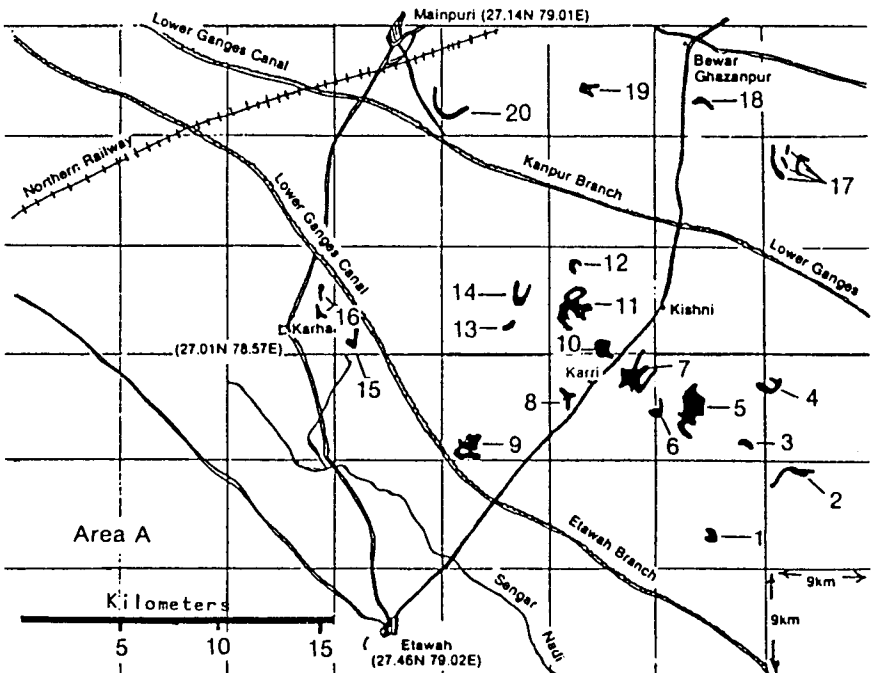 Mainpuri (27.14N 79.01E)
Lower Ganges Canal
Bewar
Ghazanpur
19
18
20
Northern Railway
Kanpur Branch
17
Lower Ganges Canal
Lower Ganges
12
14
11
16
Kishni
13
Karha
10
(27.01N 78.57E)
15
7
Karri
4
8
5
6
9
3
2
Area A
1
Etawah Branch
9km
Kilometers
Sengar
Nadi
9km
5
10
15
Etawah
(27.46N 79.02E)